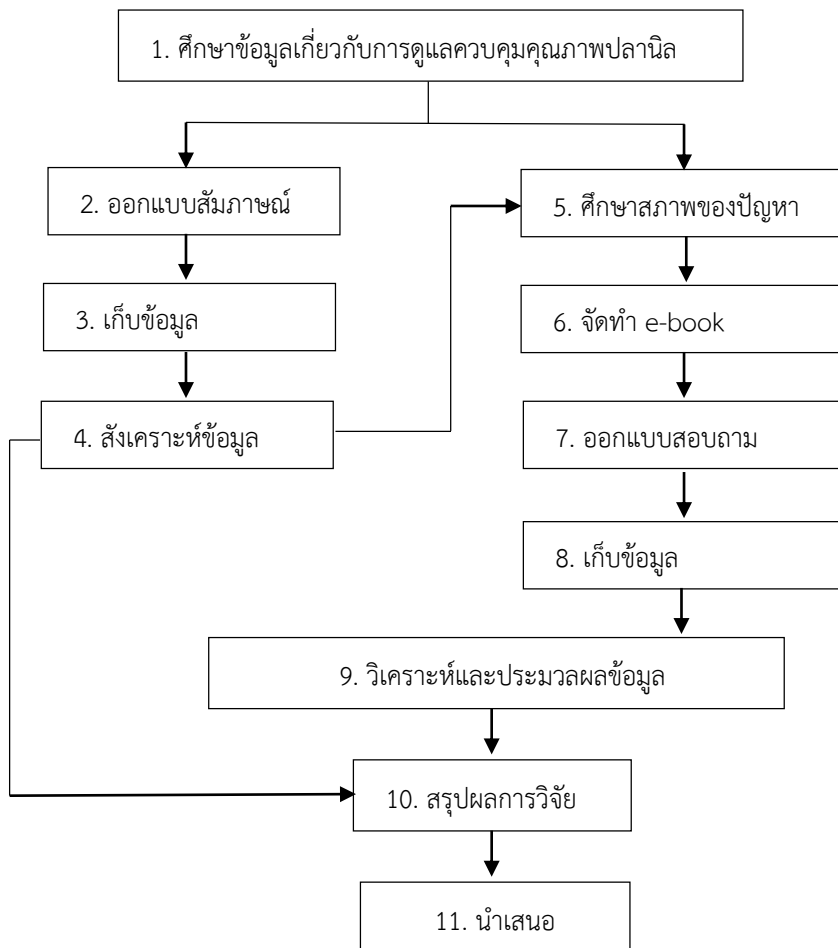 1. ศึกษาข้อมูลเกี่ยวกับการดูแลควบคุมคุณภาพปลานิล
2. ออกแบบสัมภาษณ์
3. เก็บข้อมูล
4. สังเคราะห์ข้อมูล
5. ศึกษาสภาพของปัญหา
6. จัดทำ e-book
7. ออกแบบสอบถาม
8. เก็บข้อมูล
9. วิเคราะห์และประมวลผลข้อมูล
10. สรุปผลการวิจัย
11. นำเสนอ